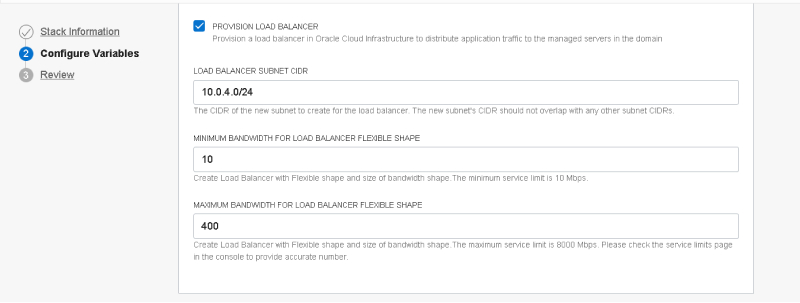 Stack Information
2 Configure Variables
3 Review
PROVISION LOAD BALANCER
Provision a load balancer in Oracle Cloud Infrastructure to distribute application traffic to the managed servers in the domain
LOAD BALANCER SUBNET CIDR
10.0.4.0/24
The CIDR of the new subnet to create for the load balancer. The new subnet's CIDR should not overlap with any other subnet CIDRs.
MINIMUM BANDWIDTH FOR LOAD BALANCER FLEXIBLE SHAPE
10
Create Load Balancer with Flexible shape and size of bandwidth shape.The minimum service limit is 10 Mbps.
MAXIMUM BANDWIDTH FOR LOAD BALANCER FLEXIBLE SHAPE
400
Create Load Balancer with Flexible shape and size of bandwidth shape.The maximum service limit is 8000 Mbps. Please check the service limits page
in the console to provide accurate number.